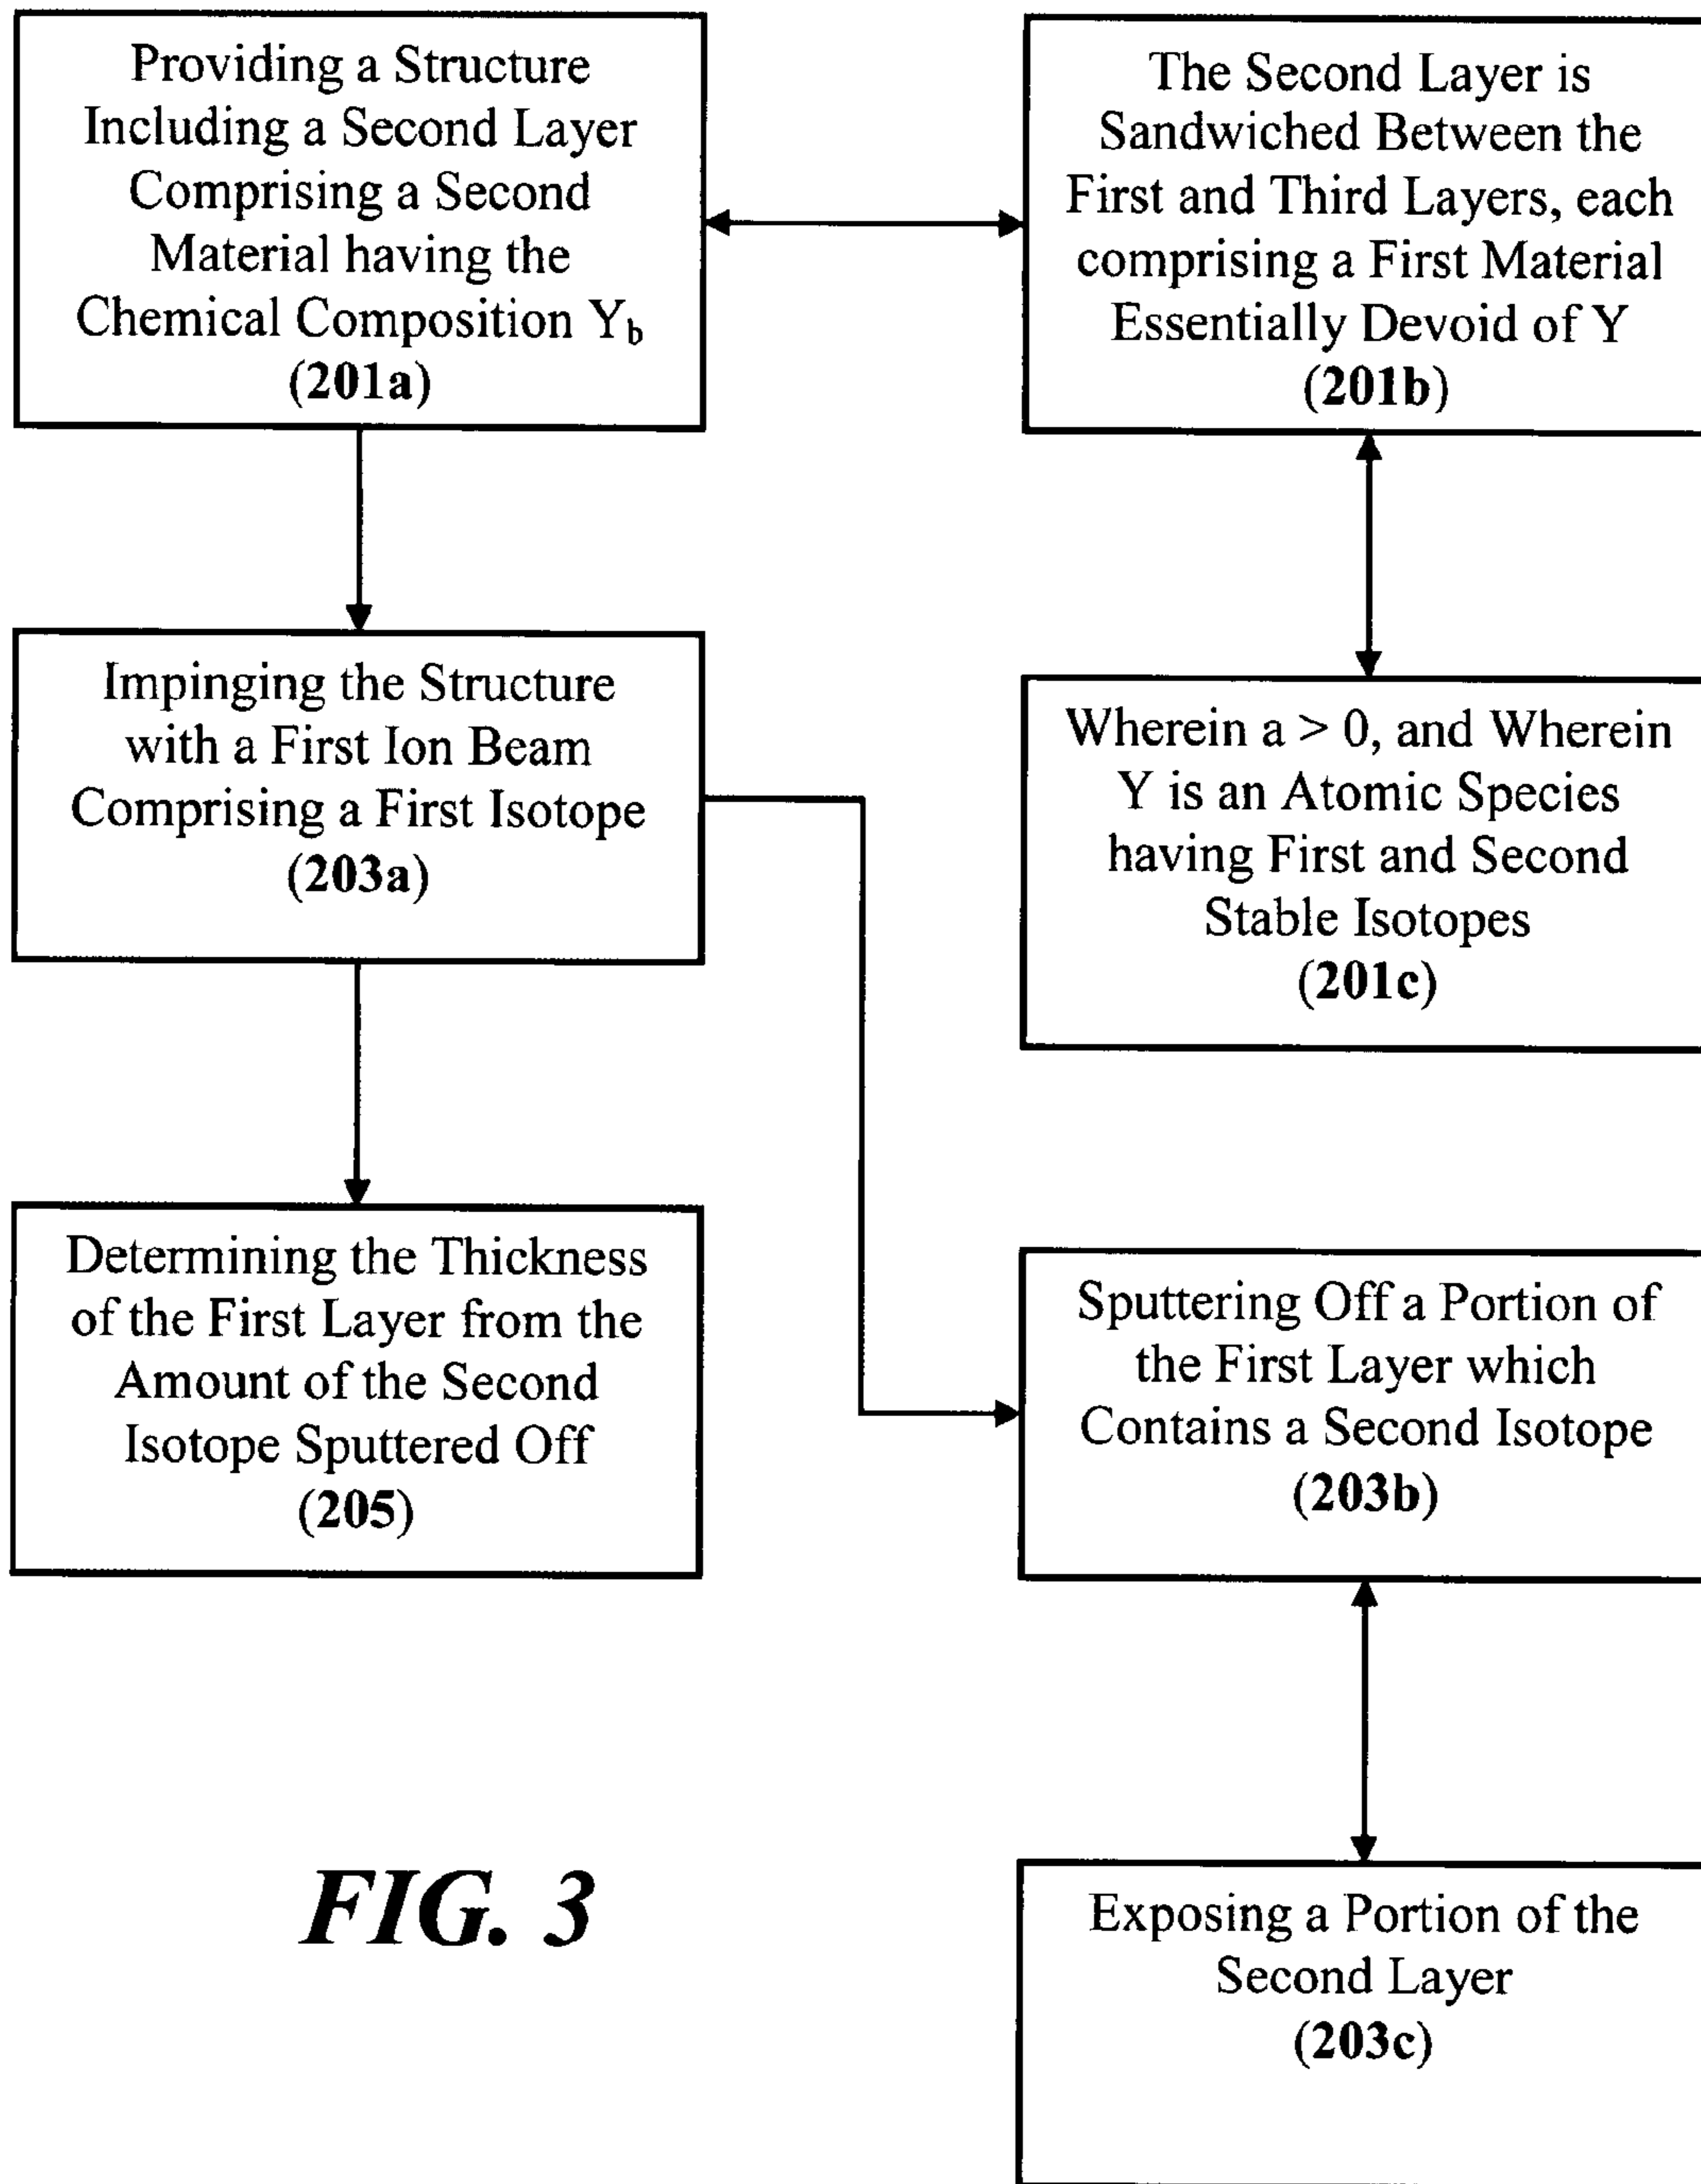 Providing a Structure
Including a Second Layer
Comprising a Second
Material having the
Chemical Composition Yb
(201a)
The Second Layer is
Sandwiched Between the
First and Third Layers, each
comprising a First Material
Essentially Devoid of Y
(201b)
Impinging the Structure
with a First Ion Beam
Comprising a First Isotope
(203a)
Wherein a > 0, and Wherein
Y is an Atomic Species
having First and Second
Stable Isotopes
(201c)
Determining the Thickness
of the First Layer from the
Amount of the Second
Isotope Sputtered Off
(205)
Sputtering Off a Portion of
the First Layer which
Contains a Second Isotope
(203b)
Exposing a Portion of the
Second Layer
(203c)
FIG. 3